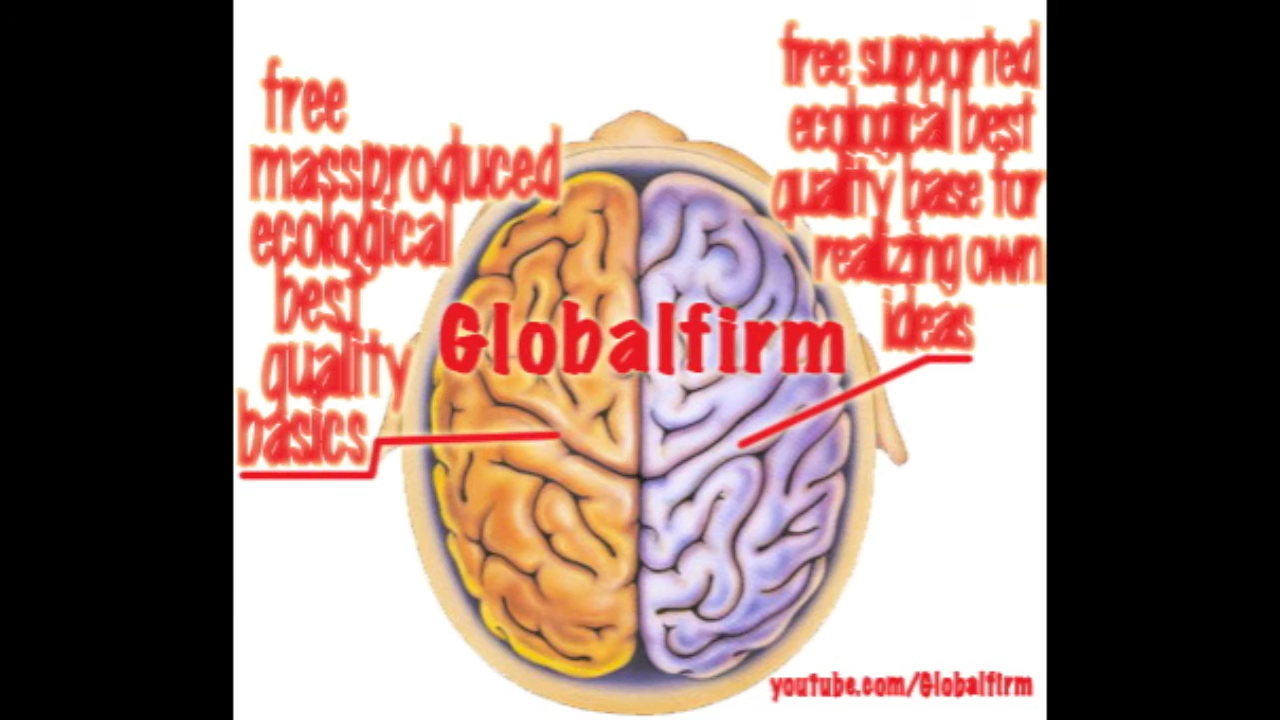 free
massproduced
ecological
best
quality
basics
free supported
ecological best
quality base for
realizing own
ideas
Globalfirm
youtube.com/Globalfirm